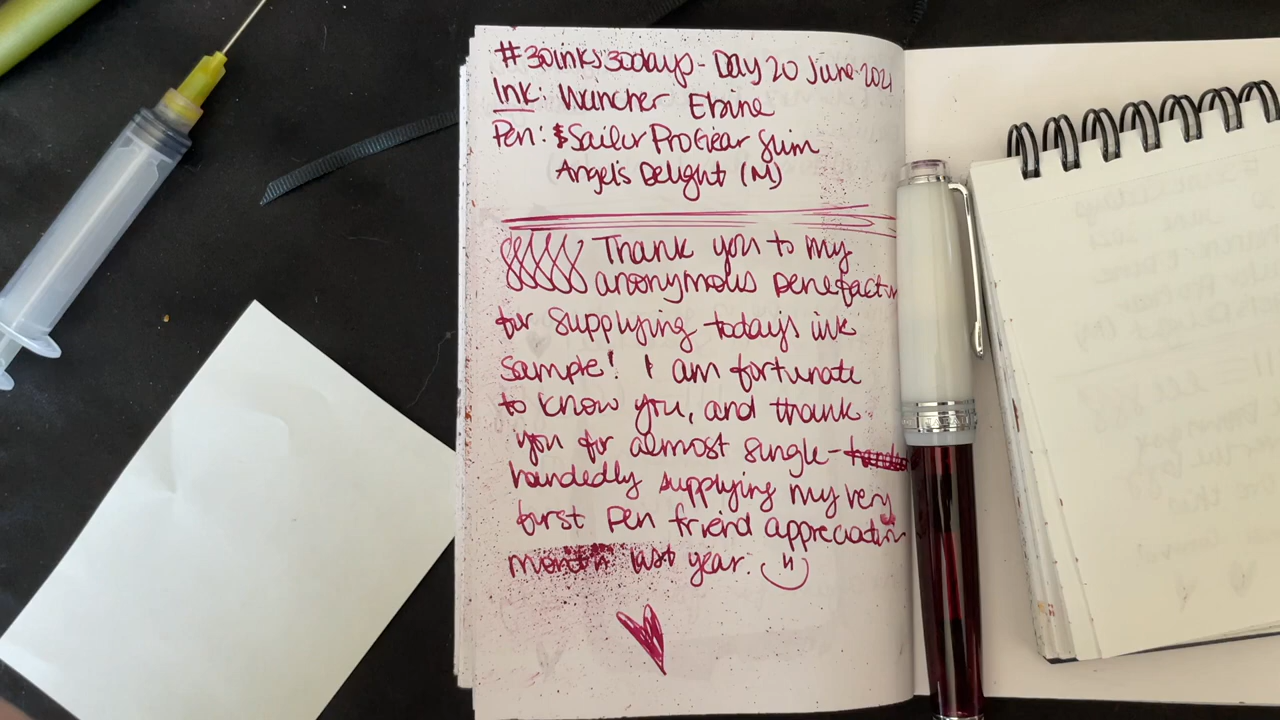 #30inks30days - Day 20 June 2021
Ink: Wancher Ebine
Pen: Sailor ProGear Slim
Angel's Delight (M)
Thank you to my
anonymous benefactor
for supplying today's ink
sample! I am fortunate
to know you, and thank
you for almost single-
handedly supplying my very
first pen friend appreciation
month last year.